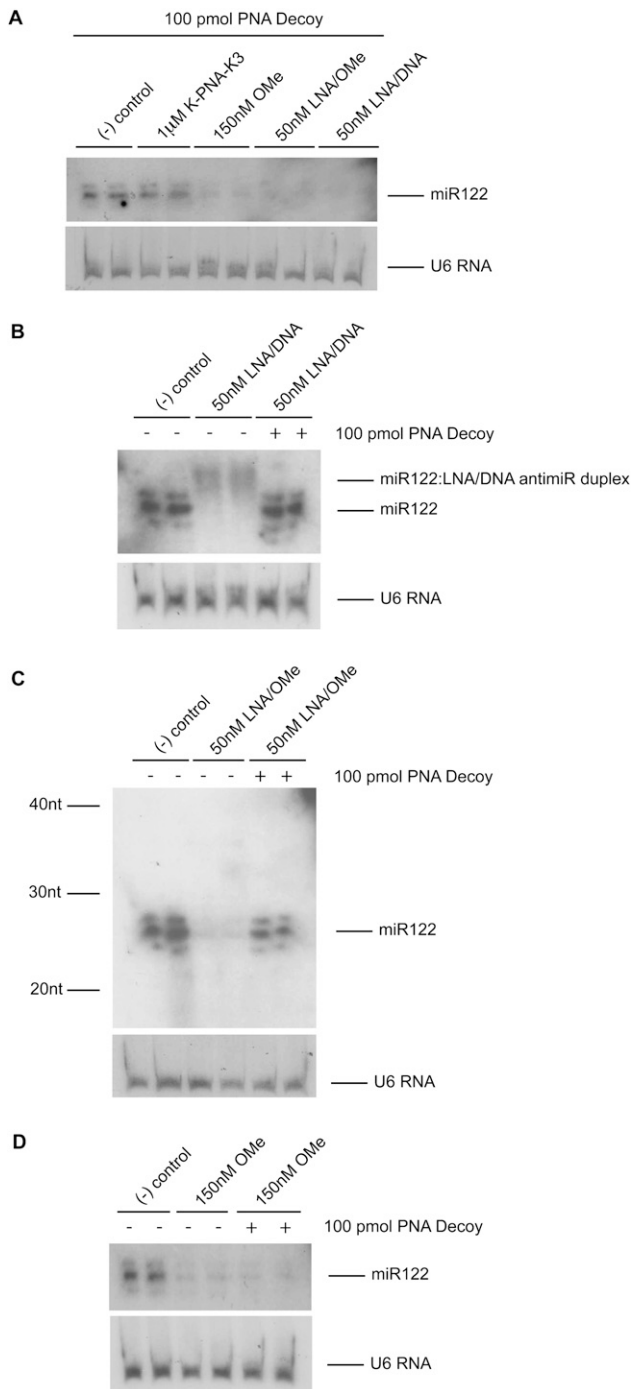 A
100 pmol PNA Decoy
(-) control
1µM K-PNA-K3
150nM OMe
50nM LNA/OMe
50nM LNA/DNA
miR122
U6 RNA
B
(-) control
50nM LNA/DNA
50nM LNA/DNA
- - - - + + 100 pmol PNA Decoy
miR122:LNA/DNA antimiR duplex
miR122
U6 RNA
C
(-) control
50nM LNA/OMe
50nM LNA/OMe
- - - - + + 100 pmol PNA Decoy
40nt
30nt
miR122
20nt
U6 RNA
D
(-) control
150nM OMe
150nM OMe
- - - - + + 100 pmol PNA Decoy
miR122
U6 RNA